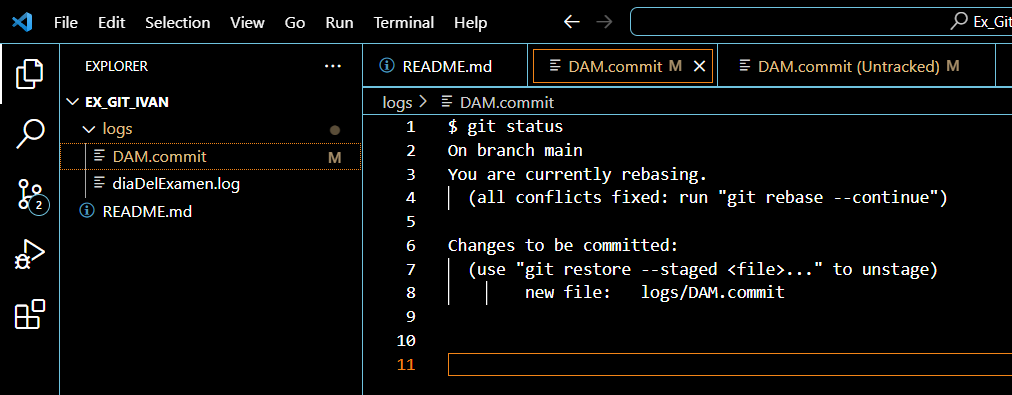 File Edit Selection View Go Run Terminal Help Ex_Git
EXPLORER ···
README.md
DAM.commit M
DAM.commit (Untracked) M
EX_GIT_IVAN
logs
DAM.commit M
diaDelExamen.log
README.md
2
logs > DAM.commit
1 $ git status
2 On branch main
3 You are currently rebasing.
4 (all conflicts fixed: run "git rebase --continue")
5
6 Changes to be committed:
7 (use "git restore --staged <file>..." to unstage)
8 new file: logs/DAM.commit
9
10
11